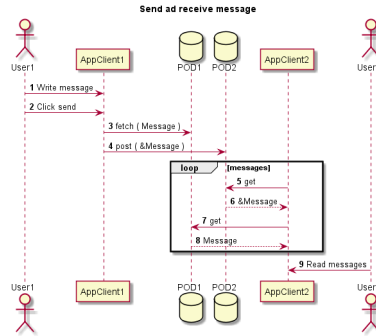 Send ad receive message
User1
AppClient1
POD1
POD2
AppClient2
User
1 Write message
2 Click send
3 fetch ( Message )
4 post ( &Message )
loop
[messages]
5 get
6 &Message
7 get
8 Message
9 Read messages
User1
AppClient1
POD1
POD2
AppClient2
User